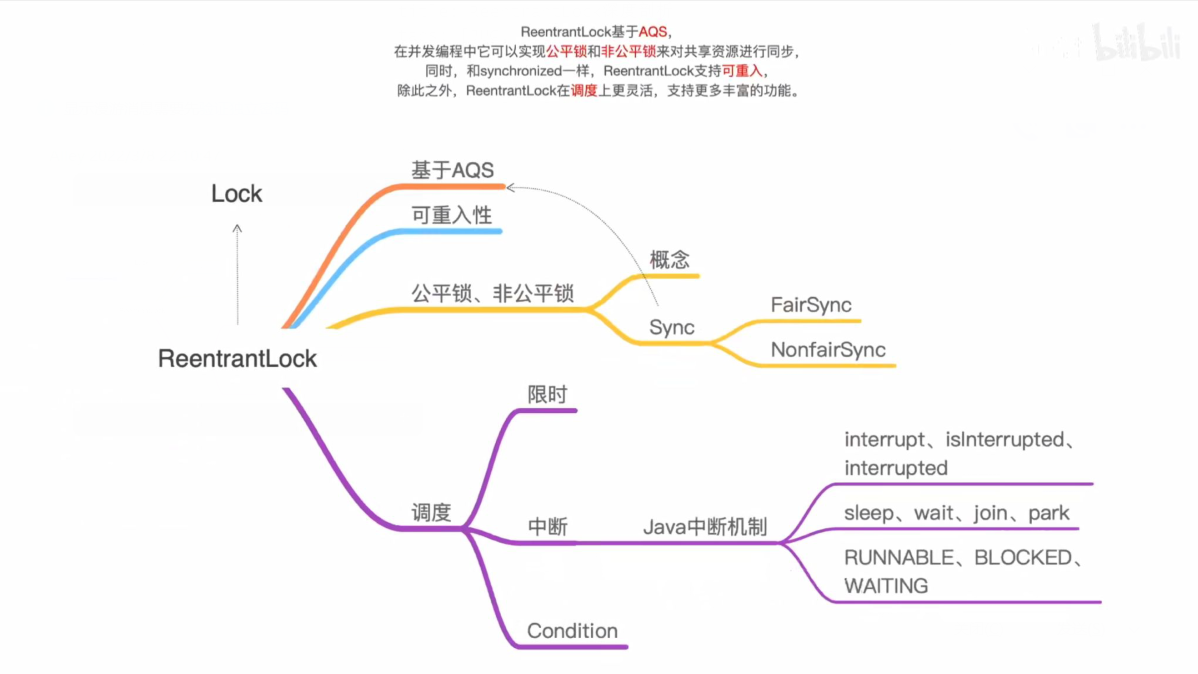 ReentrantLock基于AQS,
在并发编程中它可以实现公平锁和非公平锁来对共享资源进行同步,
同时，和synchronized一样，ReentrantLock支持可重入,
除此之外，ReentrantLock在调度上更灵活，支持更多丰富的功能。
bilibili
基于AQS
Lock
可重入性
概念
公平锁、非公平锁
FairSync
Sync
NonfairSync
ReentrantLock
限时
interrupt、isInterrupted、
interrupted
调度
sleep、wait、join、park
中断
Java中断机制
RUNNABLE、BLOCKED、
WAITING
Condition